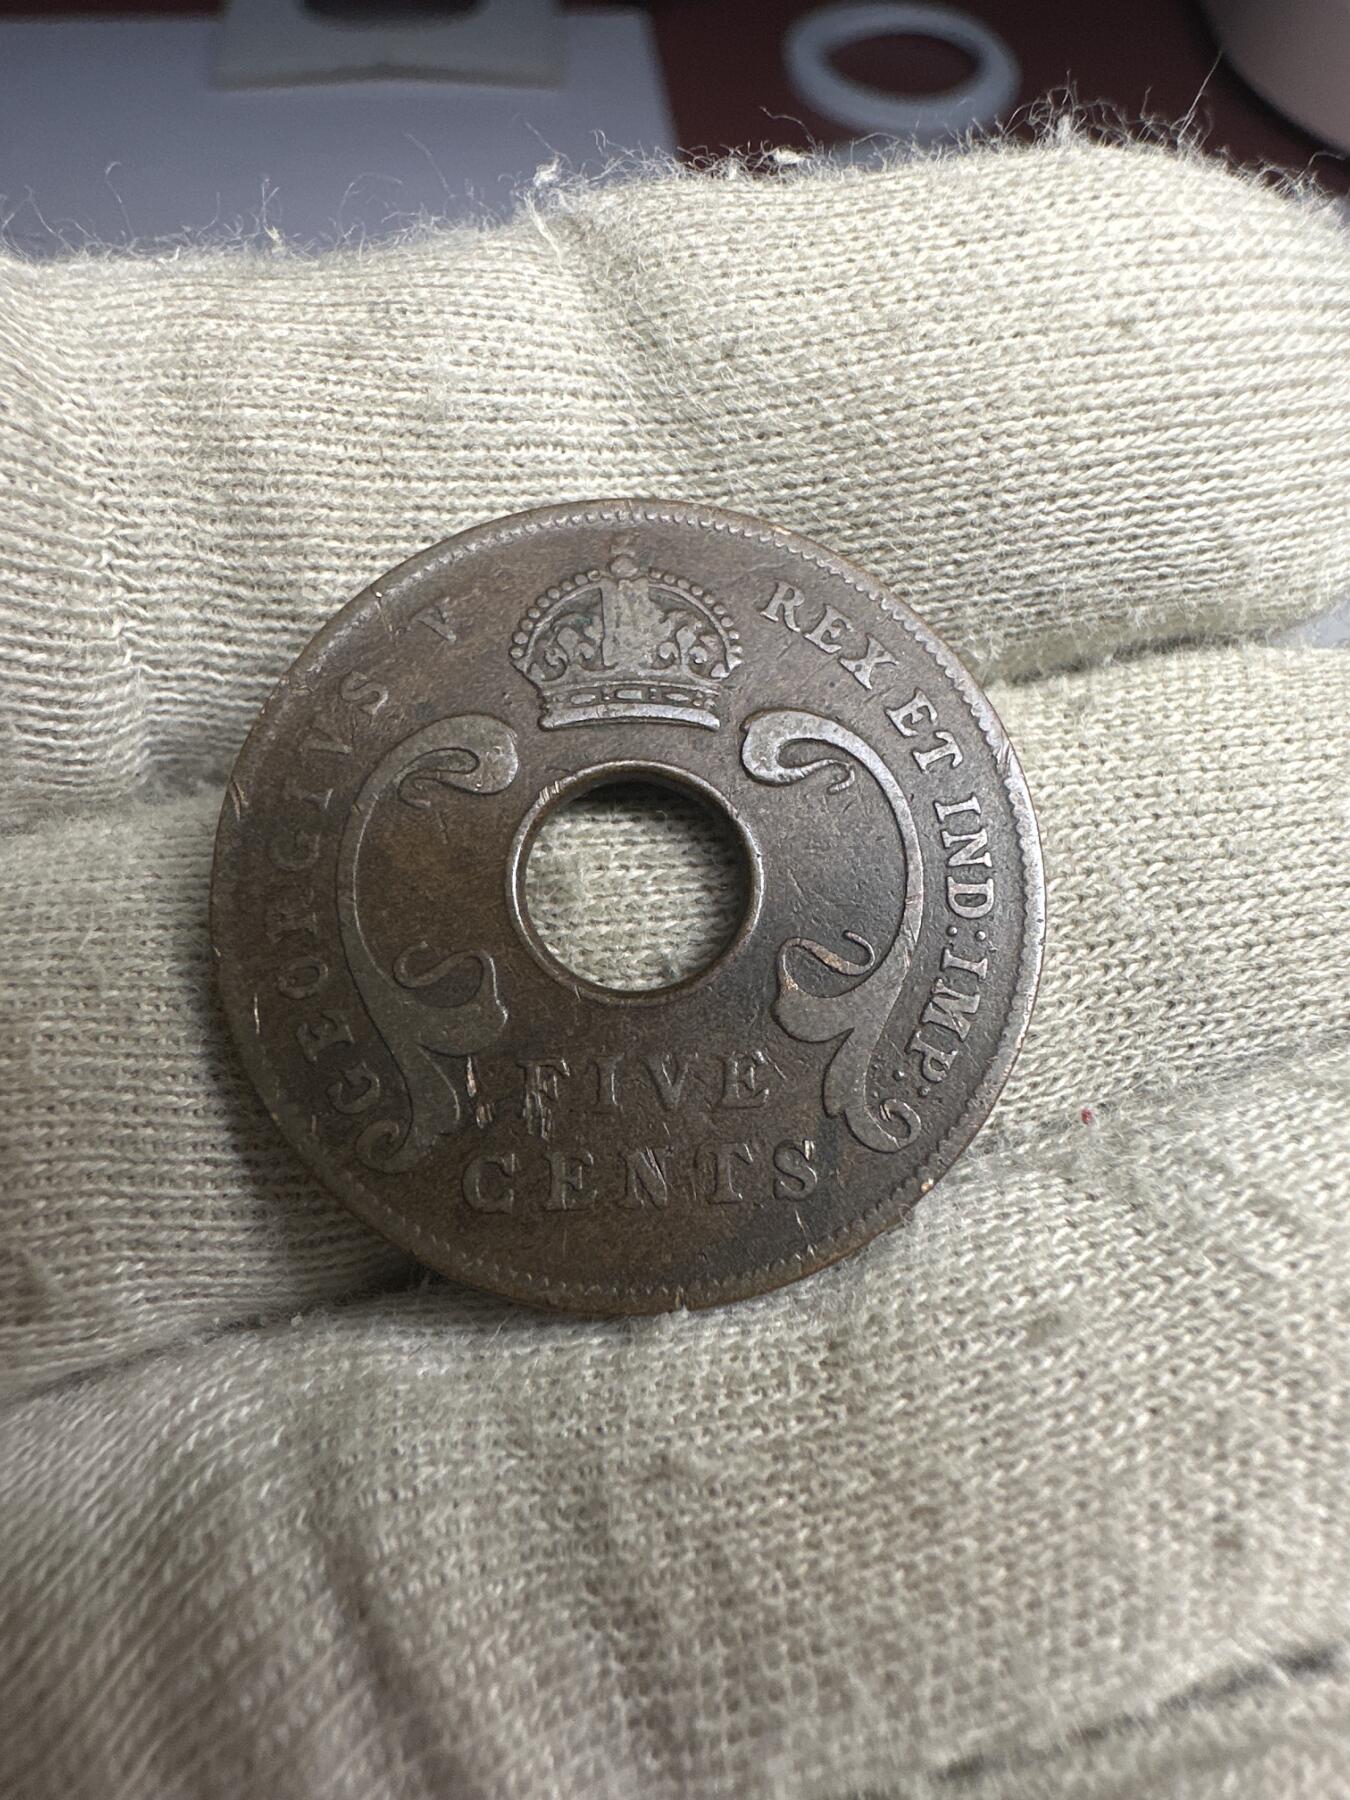 GEORGIVS V REX ET IND:IMP:
FIVE
CENTS